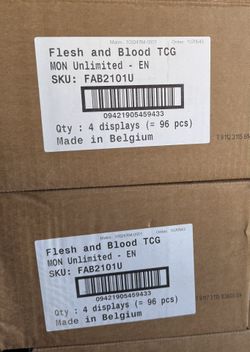 Flesh and Blood TCG
MON Unlimited - EN
SKU: FAB2101U
09421905459433
Qty : 4 displays (= 96 pcs)
Made in Belgium
Flesh and Blood TCG
MON Unlimited - EN
SKU: FAB2101U
09421905459433
Qty : 4 displays (= 96 pcs)
Made in Belgium